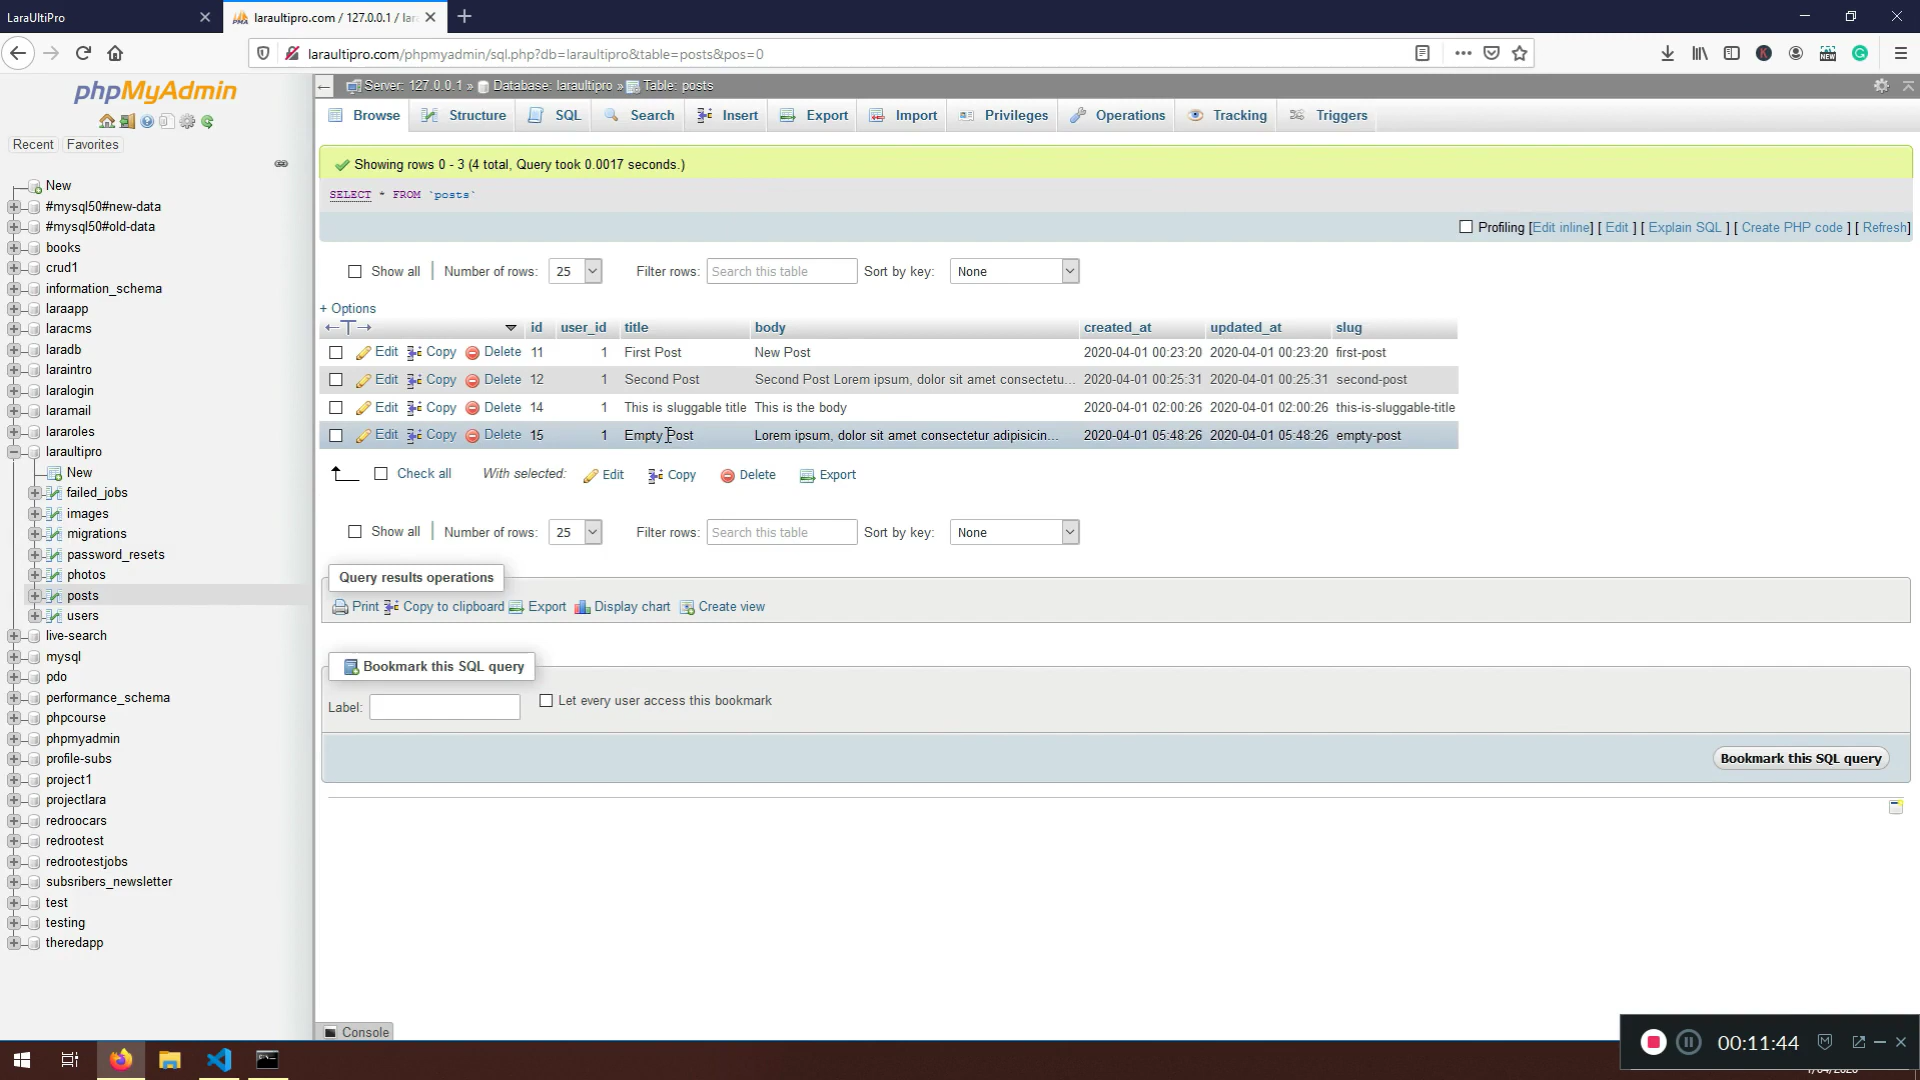 LaraUltiPro
laraultipro.com / 127.0.0.1 / lar
laraultipro.com/phpmyadmin/sql.php?db=laraultipro&table=posts&pos=0
phpMyAdmin
Recent Favorites
New
#mysql50#new-data
#mysql50#old-data
books
crud1
information_schema
laraapp
laracms
laradb
laraintro
laralogin
laramail
lararoles
laraultipro
New
failed_jobs
images
migrations
password_resets
photos
posts
users
live-search
mysql
pdo
performance_schema
phpcourse
phpmyadmin
profile-subs
project1
projectlara
redroocars
redrootest
redrootestjobs
subsribers_newsletter
test
testing
theredapp
Server: 127.0.0.1 » Database: laraultipro » Table: posts
Browse Structure SQL Search Insert Export Import Privileges Operations Tracking Triggers
Showing rows 0 - 3 (4 total, Query took 0.0017 seconds.)
SELECT * FROM `posts`
Profiling [Edit inline] [ Edit ] [ Explain SQL ] [ Create PHP code ] [ Refresh]
Show all | Number of rows: 25 Filter rows: Search this table Sort by key: None
+ Options
←T→ id user_id title body created_at updated_at slug
Edit Copy Delete 11 1 First Post New Post 2020-04-01 00:23:20 2020-04-01 00:23:20 first-post
Edit Copy Delete 12 1 Second Post Second Post Lorem ipsum, dolor sit amet consectetu... 2020-04-01 00:25:31 2020-04-01 00:25:31 second-post
Edit Copy Delete 14 1 This is sluggable title This is the body 2020-04-01 02:00:26 2020-04-01 02:00:26 this-is-sluggable-title
Edit Copy Delete 15 1 Empty Post Lorem ipsum, dolor sit amet consectetur adipisicin... 2020-04-01 05:48:26 2020-04-01 05:48:26 empty-post
Check all With selected: Edit Copy Delete Export
Show all | Number of rows: 25 Filter rows: Search this table Sort by key: None
Query results operations
Print Copy to clipboard Export Display chart Create view
Bookmark this SQL query
Label: Let every user access this bookmark
Bookmark this SQL query
Console
00:11:44